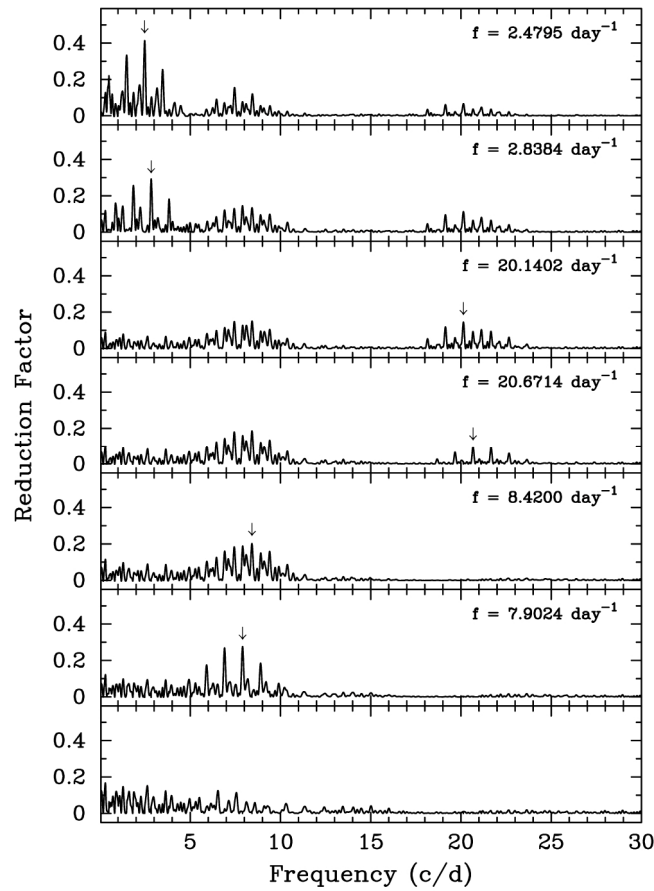 0.4
0.2
0
f = 2.4795 day⁻¹
0.4
0.2
0
f = 2.8384 day⁻¹
0.4
0.2
0
f = 20.1402 day⁻¹
0.4
0.2
0
f = 20.6714 day⁻¹
0.4
0.2
0
f = 8.4200 day⁻¹
0.4
0.2
0
f = 7.9024 day⁻¹
0.4
0.2
0
Reduction Factor
5 10 15 20 25 30
Frequency (c/d)